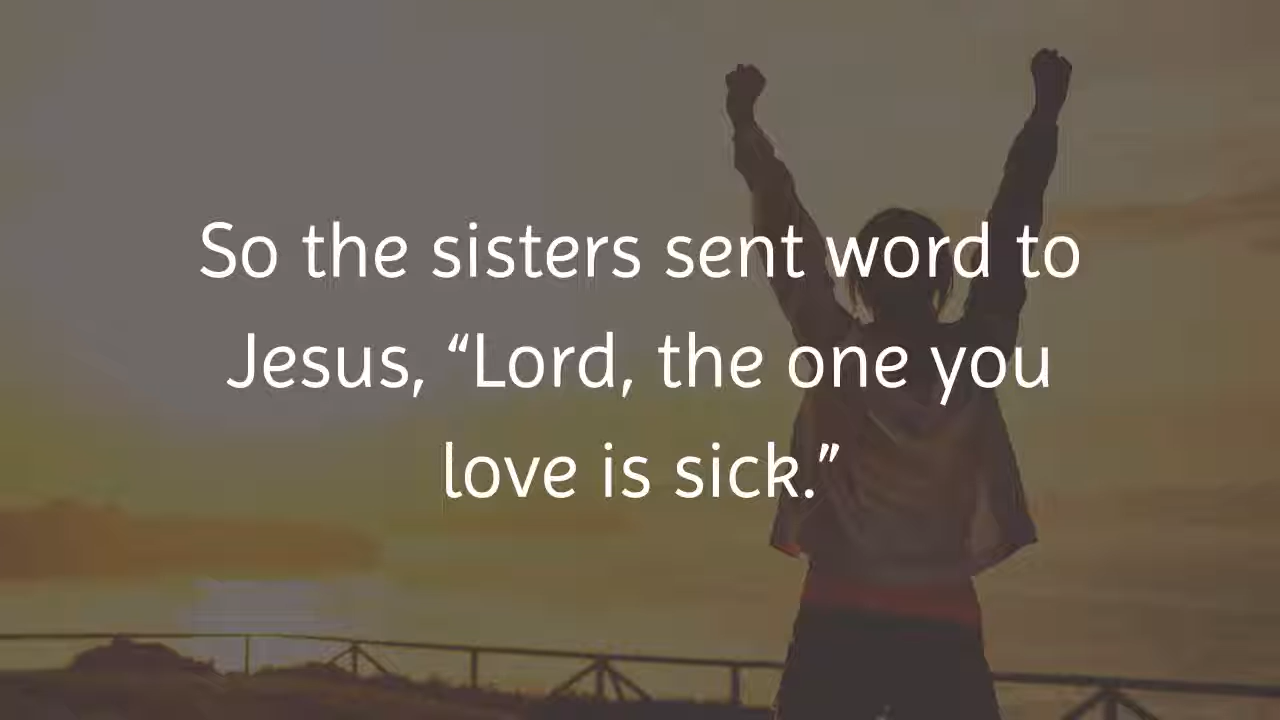 So the sisters sent word to
Jesus, “Lord, the one you
love is sick.”